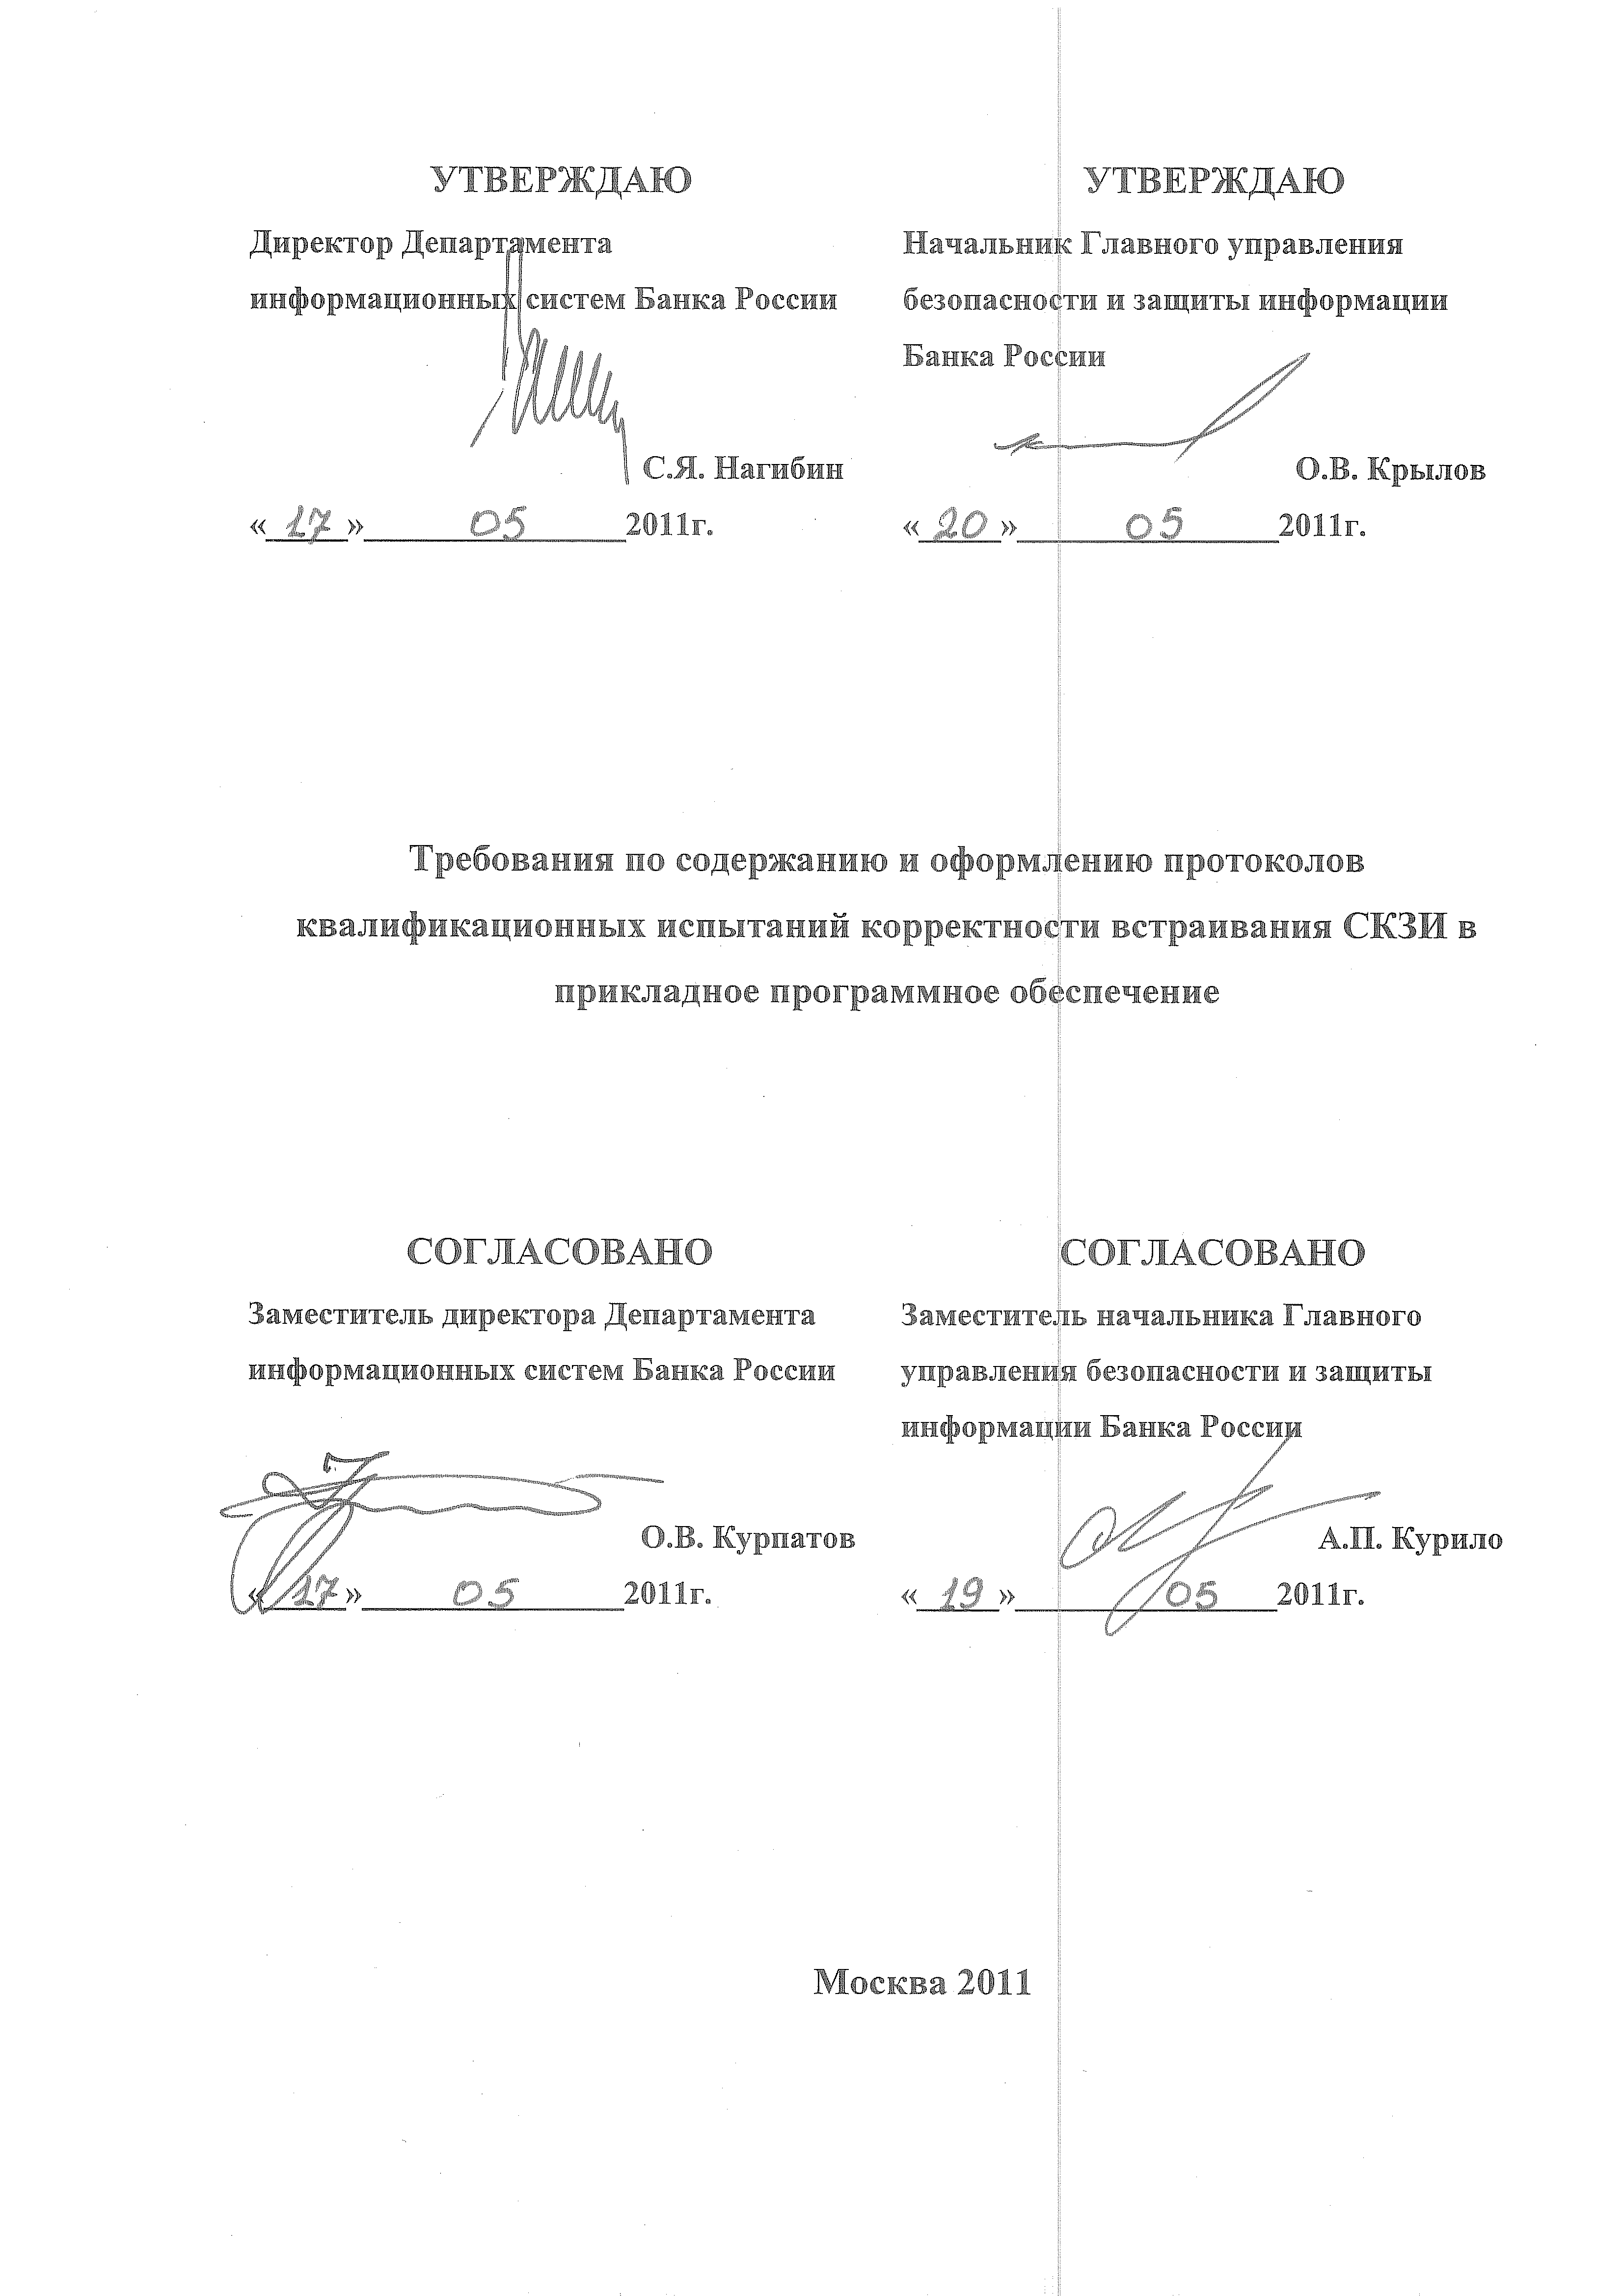 УТВЕРЖДАЮ
Директор Департамента
информационных систем Банка России
С.Я. Нагибин
«17» 05 2011г.
УТВЕРЖДАЮ
Начальник Главного управления
безопасности и защиты информации
Банка России
О.В. Крылов
«20» 05 2011г.
Требования по содержанию и оформлению протоколов
квалификационных испытаний корректности встраивания СКЗИ в
прикладное программное обеспечение
СОГЛАСОВАНО
Заместитель директора Департамента
информационных систем Банка России
О.В. Курпатов
«17» 05 2011г.
СОГЛАСОВАНО
Заместитель начальника Главного
управления безопасности и защиты
информации Банка России
А.П. Курило
«19» 05 2011г.
Москва 2011